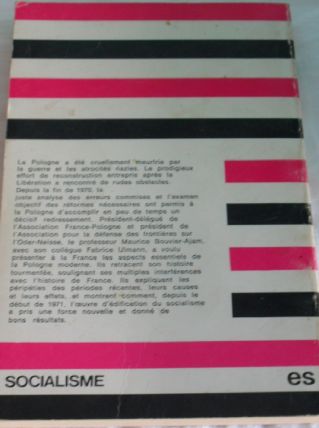 La Pologne a été cruellement meurtrie par
la guerre et les atrocités nazies. Le prodigieux
effort de reconstruction entrepris après la
Libération a rencontré de rudes obstacles.
Depuis la fin de 1970, la
juste analyse des erreurs commises et l'examen
objectif des réformes nécessaires ont permis à
la Pologne d'accomplir en peu de temps un
décisif redressement. Président-délégué de
l'Association France-Pologne et président de
l'Association pour la défense des frontières sur
l'Oder-Neisse, le professeur Maurice Bouvier-Ajam,
avec son collègue Fabrice Ulmann, a voulu
présenter à la France les aspects essentiels de
la Pologne moderne. Ils retracent son histoire
tourmentée, soulignant ses multiples interférences
avec l'histoire de France. Ils expliquent les
péripéties des périodes récentes, leurs causes
et leurs effets, et montrent comment, depuis le
début de 1971, l'œuvre d'édification du socialisme
a pris une force nouvelle et donné de
bons résultats.
SOCIALISME es